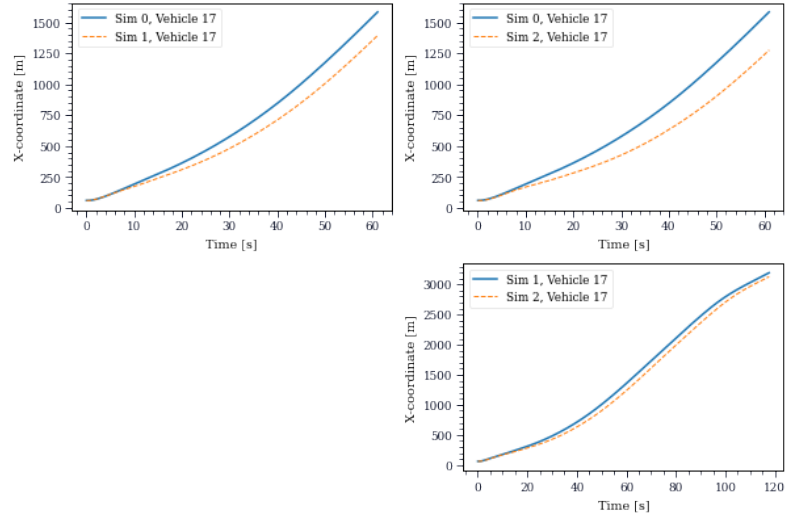 Sim 0, Vehicle 17
Sim 1, Vehicle 17
X-coordinate [m]
1500
1250
1000
750
500
250
0
0 10 20 30 40 50 60
Time [s]
Sim 0, Vehicle 17
Sim 2, Vehicle 17
X-coordinate [m]
1500
1250
1000
750
500
250
0
0 10 20 30 40 50 60
Time [s]
Sim 1, Vehicle 17
Sim 2, Vehicle 17
X-coordinate [m]
3000
2500
2000
1500
1000
500
0
0 20 40 60 80 100 120
Time [s]